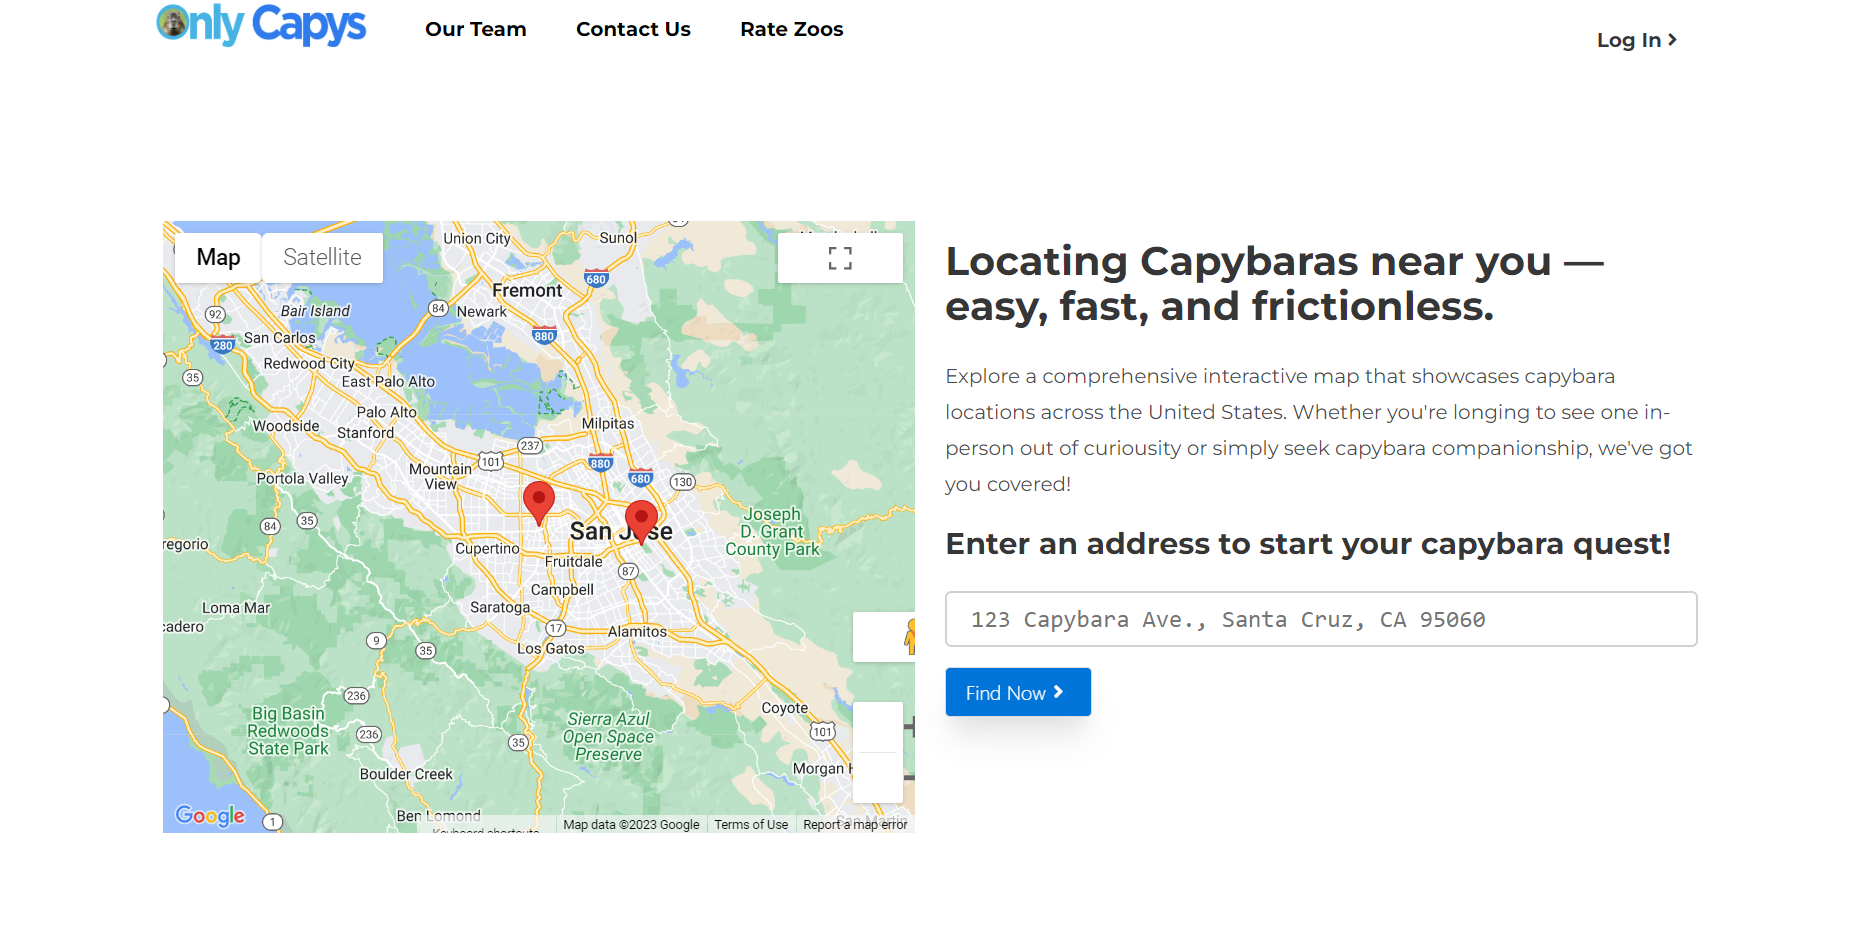 Only Capys
Our Team
Contact Us
Rate Zoos
Log In
Map
Satellite
Union City
Sunol
680
Fremont
84
Newark
92
Bair Island
880
San Carlos
280
Redwood City
35
East Palo Alto
Palo Alto
Woodside
Stanford
Milpitas
237
101
880
Mountain
View
680
130
Portola Valley
84
35
San Jose
Joseph
D. Grant
County Park
regorio
Cupertino
Fruitdale
87
Campbell
Saratoga
Loma Mar
cadero
17
Alamitos
9
35
Los Gatos
236
Big Basin
Redwoods
State Park
236
35
Sierra Azul
Open Space
Preserve
Coyote
101
Boulder Creek
Morgan H
Ben Lomond
San Martin
Google
1
Keyboard shortcuts
Map data ©2023 Google
Terms of Use
Report a map error
Locating Capybaras near you —
easy, fast, and frictionless.
Explore a comprehensive interactive map that showcases capybara
locations across the United States. Whether you're longing to see one in-
person out of curiousity or simply seek capybara companionship, we've got
you covered!
Enter an address to start your capybara quest!
123 Capybara Ave., Santa Cruz, CA 95060
Find Now